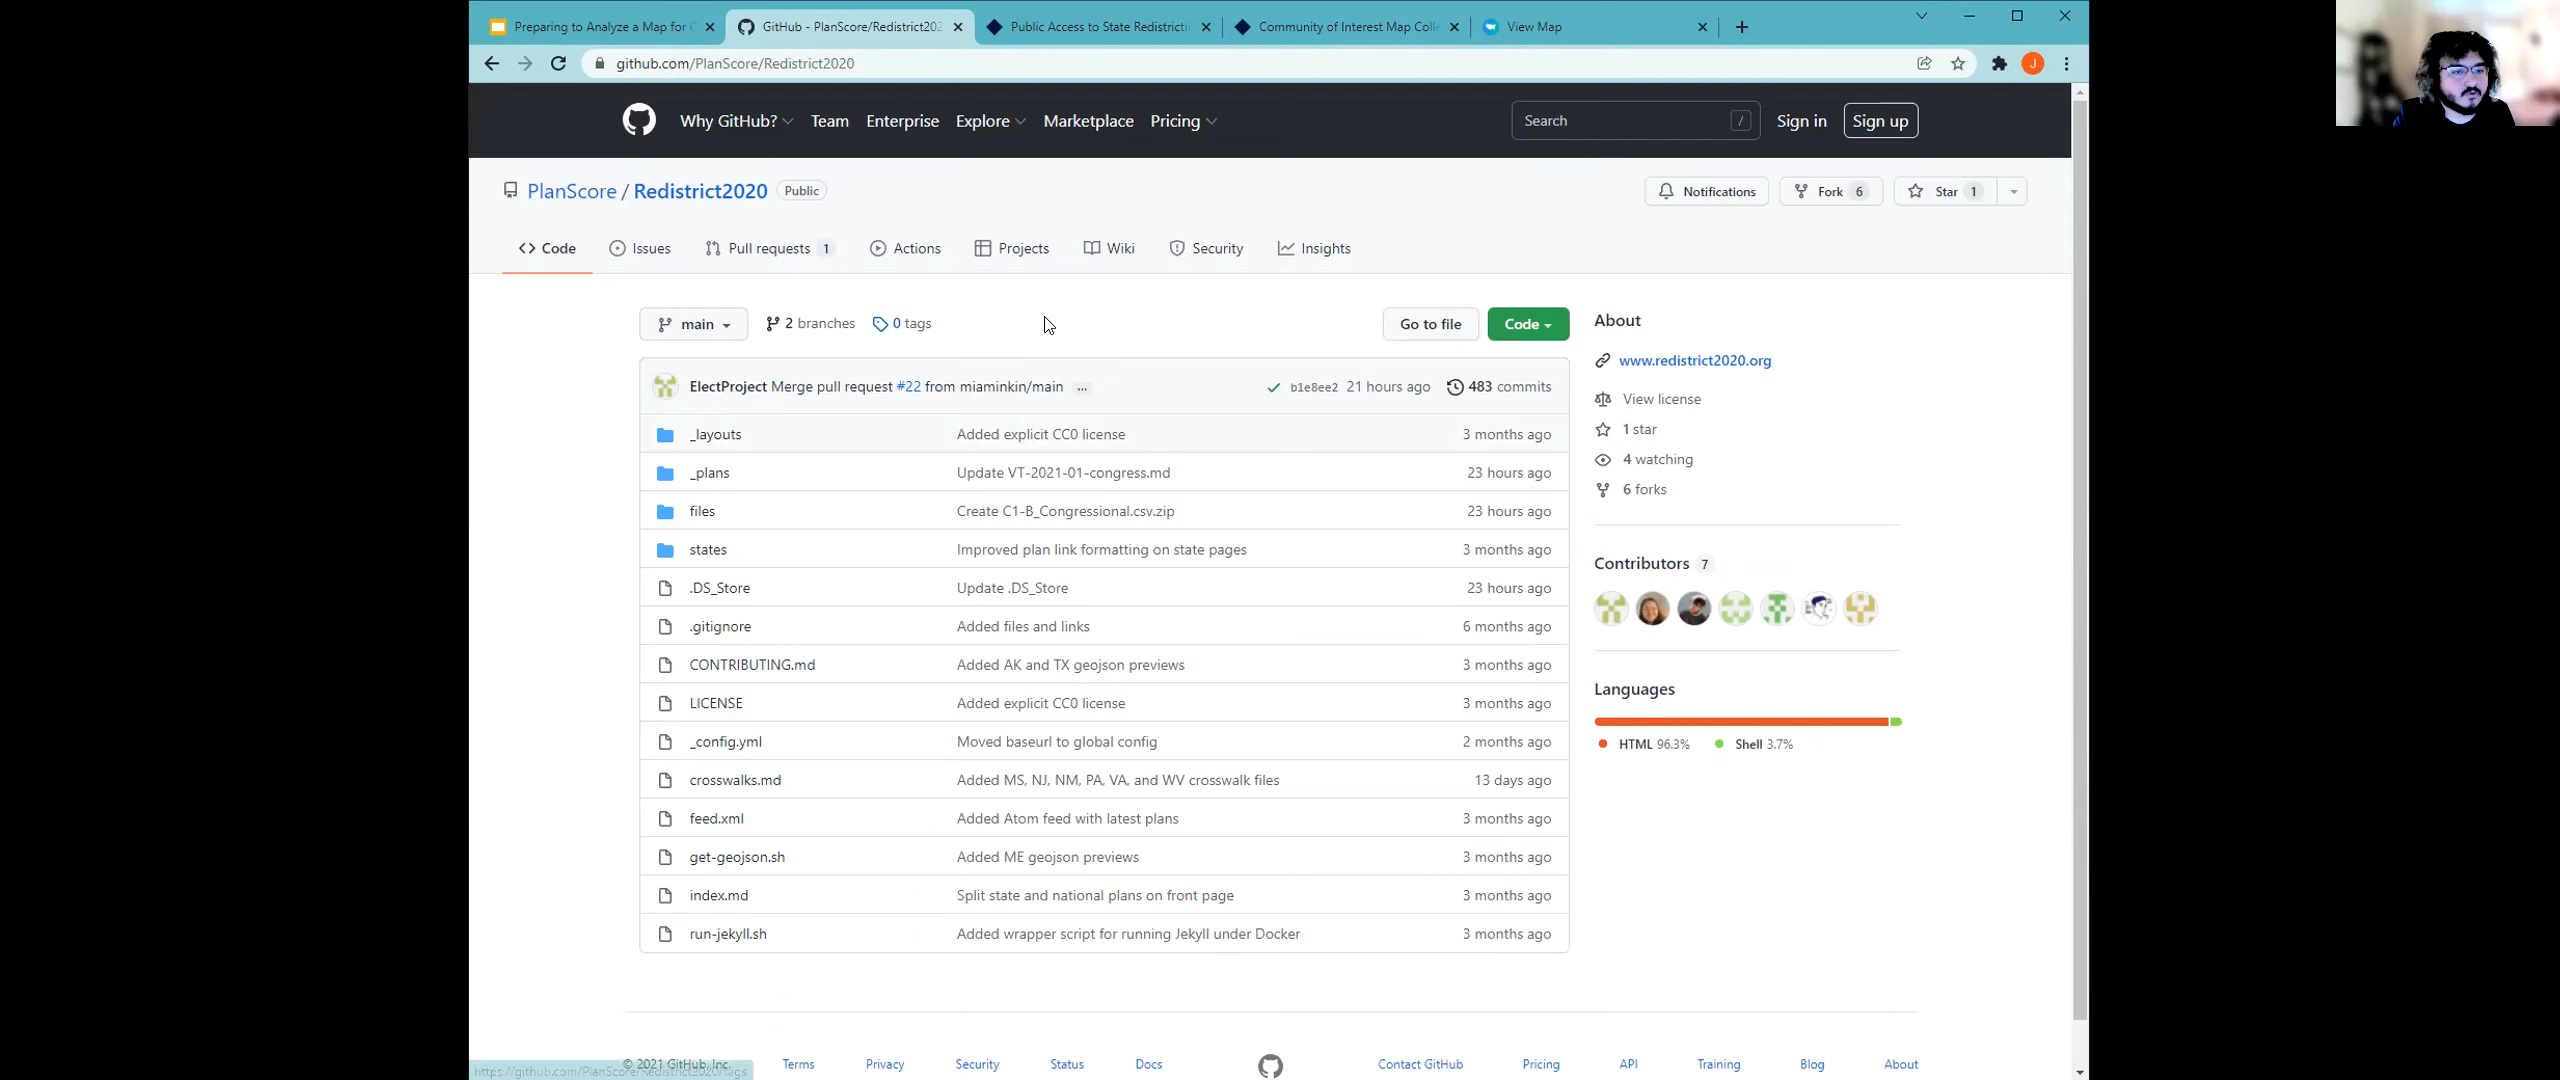 Preparing to Analyze a Map for C
GitHub - PlanScore/Redistrict202
Public Access to State Redistricti
Community of Interest Map Colle
View Map
github.com/PlanScore/Redistrict2020
J
Why GitHub?
Team
Enterprise
Explore
Marketplace
Pricing
Search
/
Sign in
Sign up
PlanScore / Redistrict2020
Public
Notifications
Fork 6
Star 1
Code
Issues
Pull requests 1
Actions
Projects
Wiki
Security
Insights
main
2 branches
0 tags
Go to file
Code
About
www.redistrict2020.org
View license
1 star
4 watching
6 forks
ElectProject Merge pull request #22 from miaminkin/main ...
b1e8ee2 21 hours ago
483 commits
_layouts Added explicit CC0 license 3 months ago
_plans Update VT-2021-01-congress.md 23 hours ago
files Create C1-B_Congressional.csv.zip 23 hours ago
states Improved plan link formatting on state pages 3 months ago
.DS_Store Update .DS_Store 23 hours ago
.gitignore Added files and links 6 months ago
CONTRIBUTING.md Added AK and TX geojson previews 3 months ago
LICENSE Added explicit CC0 license 3 months ago
_config.yml Moved baseurl to global config 2 months ago
crosswalks.md Added MS, NJ, NM, PA, VA, and WV crosswalk files 13 days ago
feed.xml Added Atom feed with latest plans 3 months ago
get-geojson.sh Added ME geojson previews 3 months ago
index.md Split state and national plans on front page 3 months ago
run-jekyll.sh Added wrapper script for running Jekyll under Docker 3 months ago
Contributors 7
Languages
HTML 96.3%
Shell 3.7%
© 2021 GitHub, Inc.
Terms
Privacy
Security
Status
Docs
Contact GitHub
Pricing
API
Training
Blog
About
https://github.com/PlanScore/Redistrict2020/tags